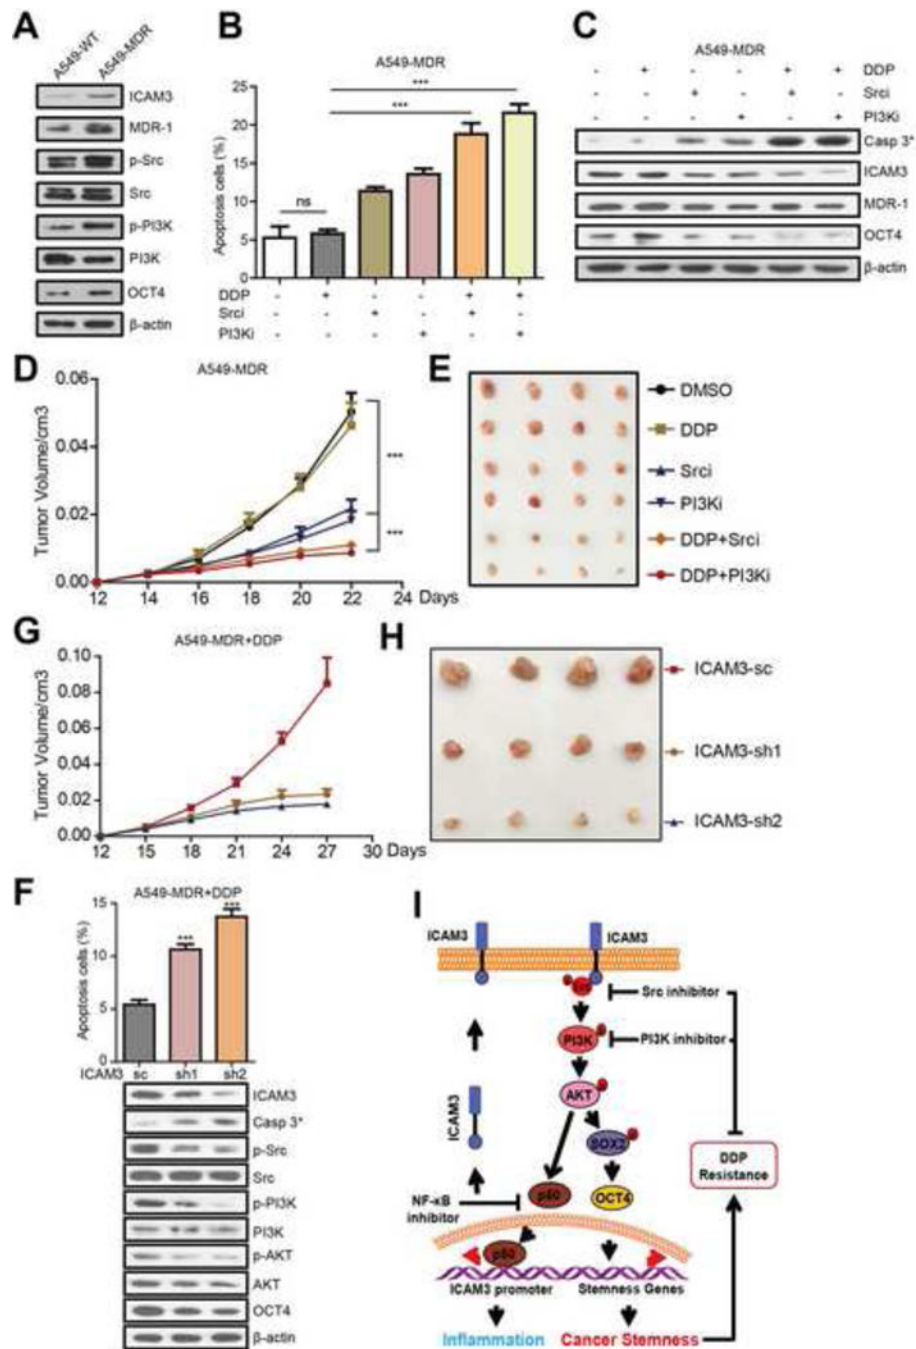 A
A549-WT
A549-MDR
ICAM3
MDR-1
p-Src
Src
p-PI3K
PI3K
OCT4
β-actin
B
A549-MDR
Apoptosis cells (%)
25
20
15
10
5
0
ns
***
***
DDP - + - - + +
Srci - - + - + -
PI3Ki - - - + - +
C
A549-MDR
- + - - + + DDP
- - + - + - Srci
- - - + - + PI3Ki
Casp 3*
ICAM3
MDR-1
OCT4
β-actin
D
A549-MDR
Tumor Volume/cm3
0.06
0.04
0.02
0.00
12 14 16 18 20 22 24 Days
***
***
E
DMSO
DDP
Srci
PI3Ki
DDP+Srci
DDP+PI3Ki
G
A549-MDR+DDP
Tumor Volume/cm3
0.10
0.08
0.06
0.04
0.02
0.00
12 15 18 21 24 27 30 Days
H
ICAM3-sc
ICAM3-sh1
ICAM3-sh2
F
A549-MDR+DDP
Apoptosis cells (%)
15
10
5
0
***
***
ICAM3 sc sh1 sh2
ICAM3
Casp 3*
p-Src
Src
p-PI3K
PI3K
p-AKT
AKT
OCT4
β-actin
I
ICAM3
ICAM3
Src inhibitor
PI3K
PI3K inhibitor
AKT
ICAM3
SOX2
DDP
Resistance
p50
OCT4
NF-κB
inhibitor
p50
ICAM3 promoter
Stemness Genes
Inflammation
Cancer Stemness